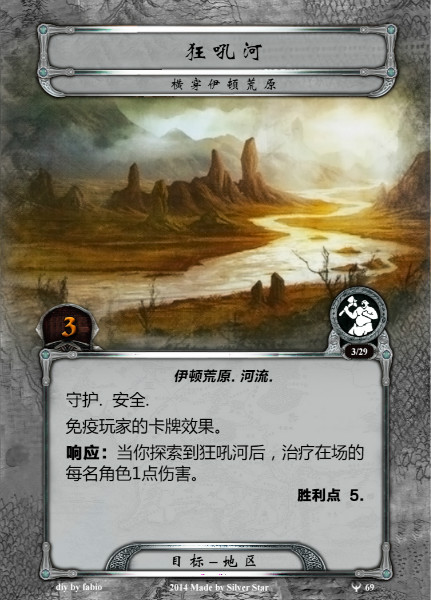 狂吼河
横穿伊顿荒原
3
3/29
伊顿荒原.河流.
守护. 安全.
免疫玩家的卡牌效果。
响应：当你探索到狂吼河后，治疗在场的
每名角色1点伤害。
胜利点 5.
目标-地区
diy by fabio 2014 Made by Silver Star 69